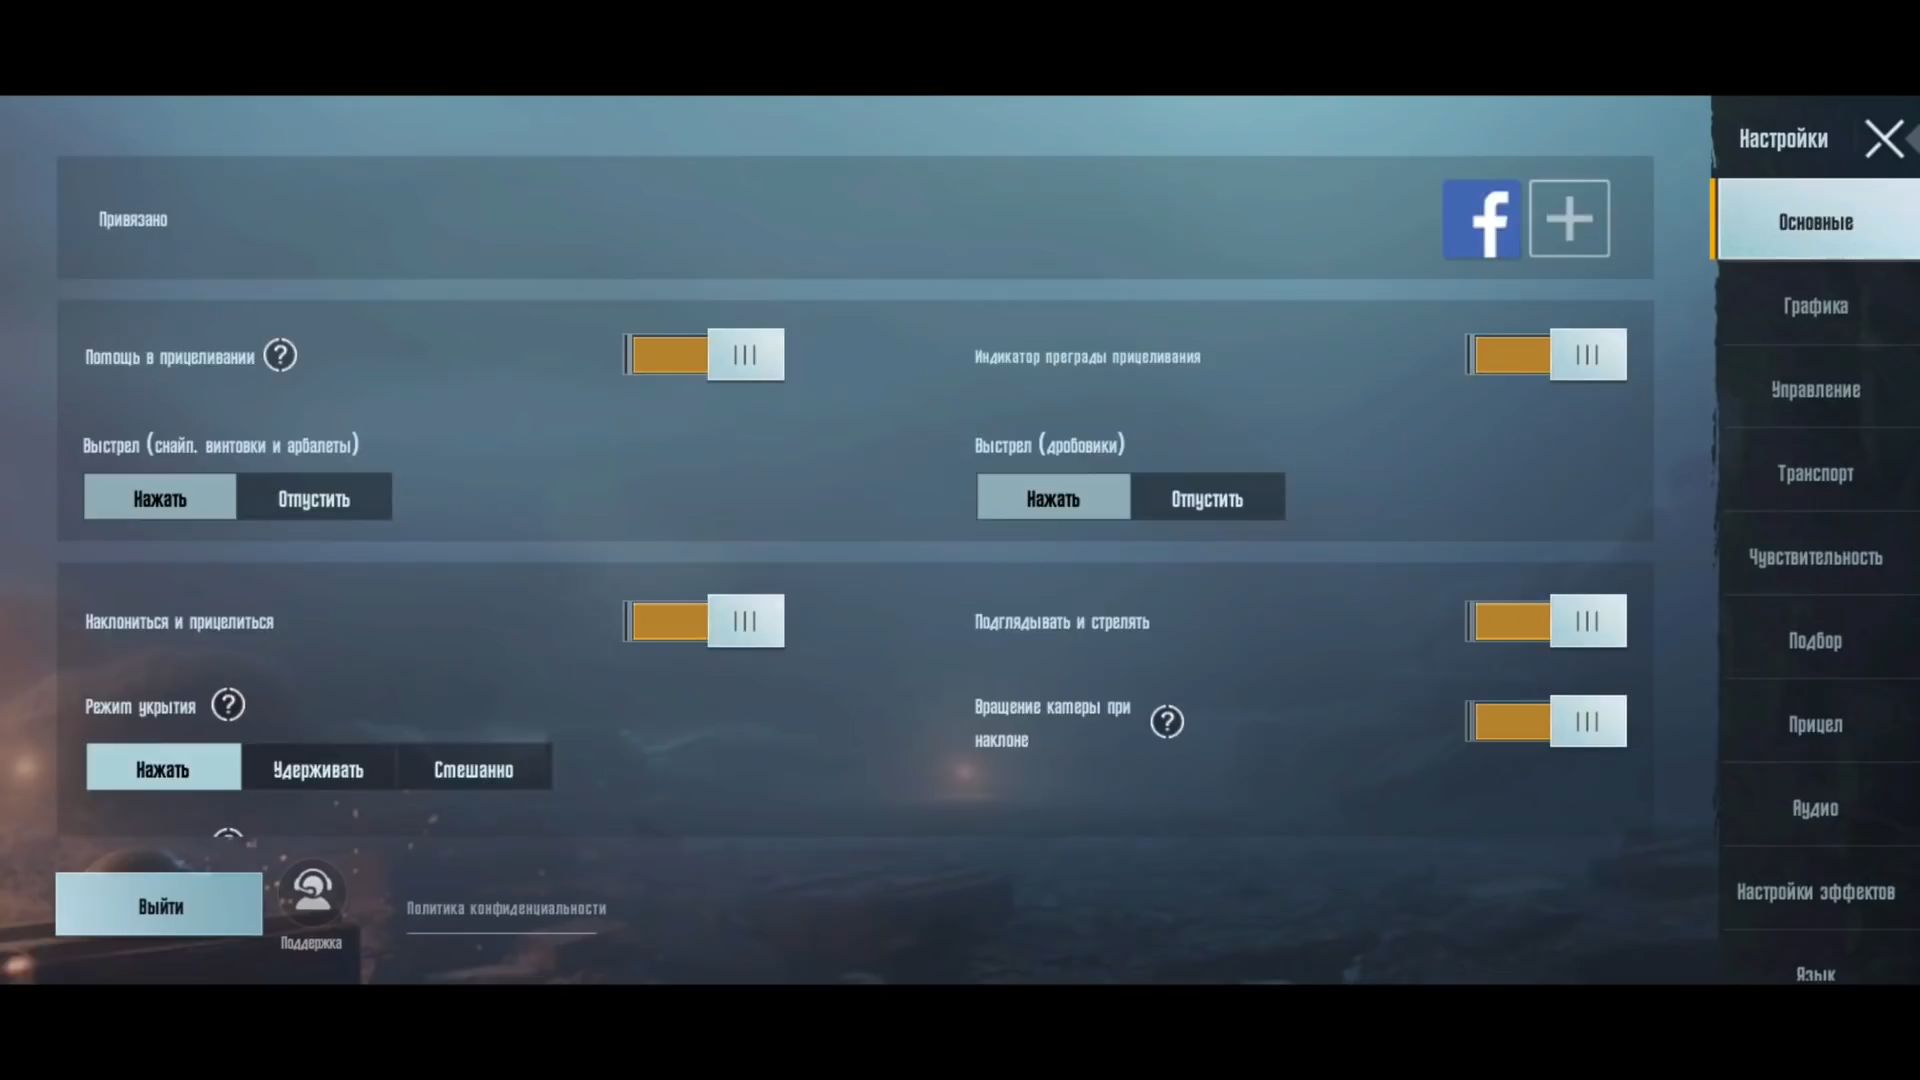 Настройки
Привязано
Основные
Графика
Помощь в прицеливании
Индикатор преграды прицеливания
Управление
Выстрел (снайп. винтовки и арбалеты)
Выстрел (дробовики)
Нажать Отпустить
Нажать Отпустить
Транспорт
Чувствительность
Наклониться и прицелиться
Подглядывать и стрелять
Подбор
Режим укрытия
Вращение камеры при
наклоне
Прицел
Нажать Удерживать Смешанно
Аудио
Настройки эффектов
Выйти
Поддержка
Политика конфиденциальности
Язык